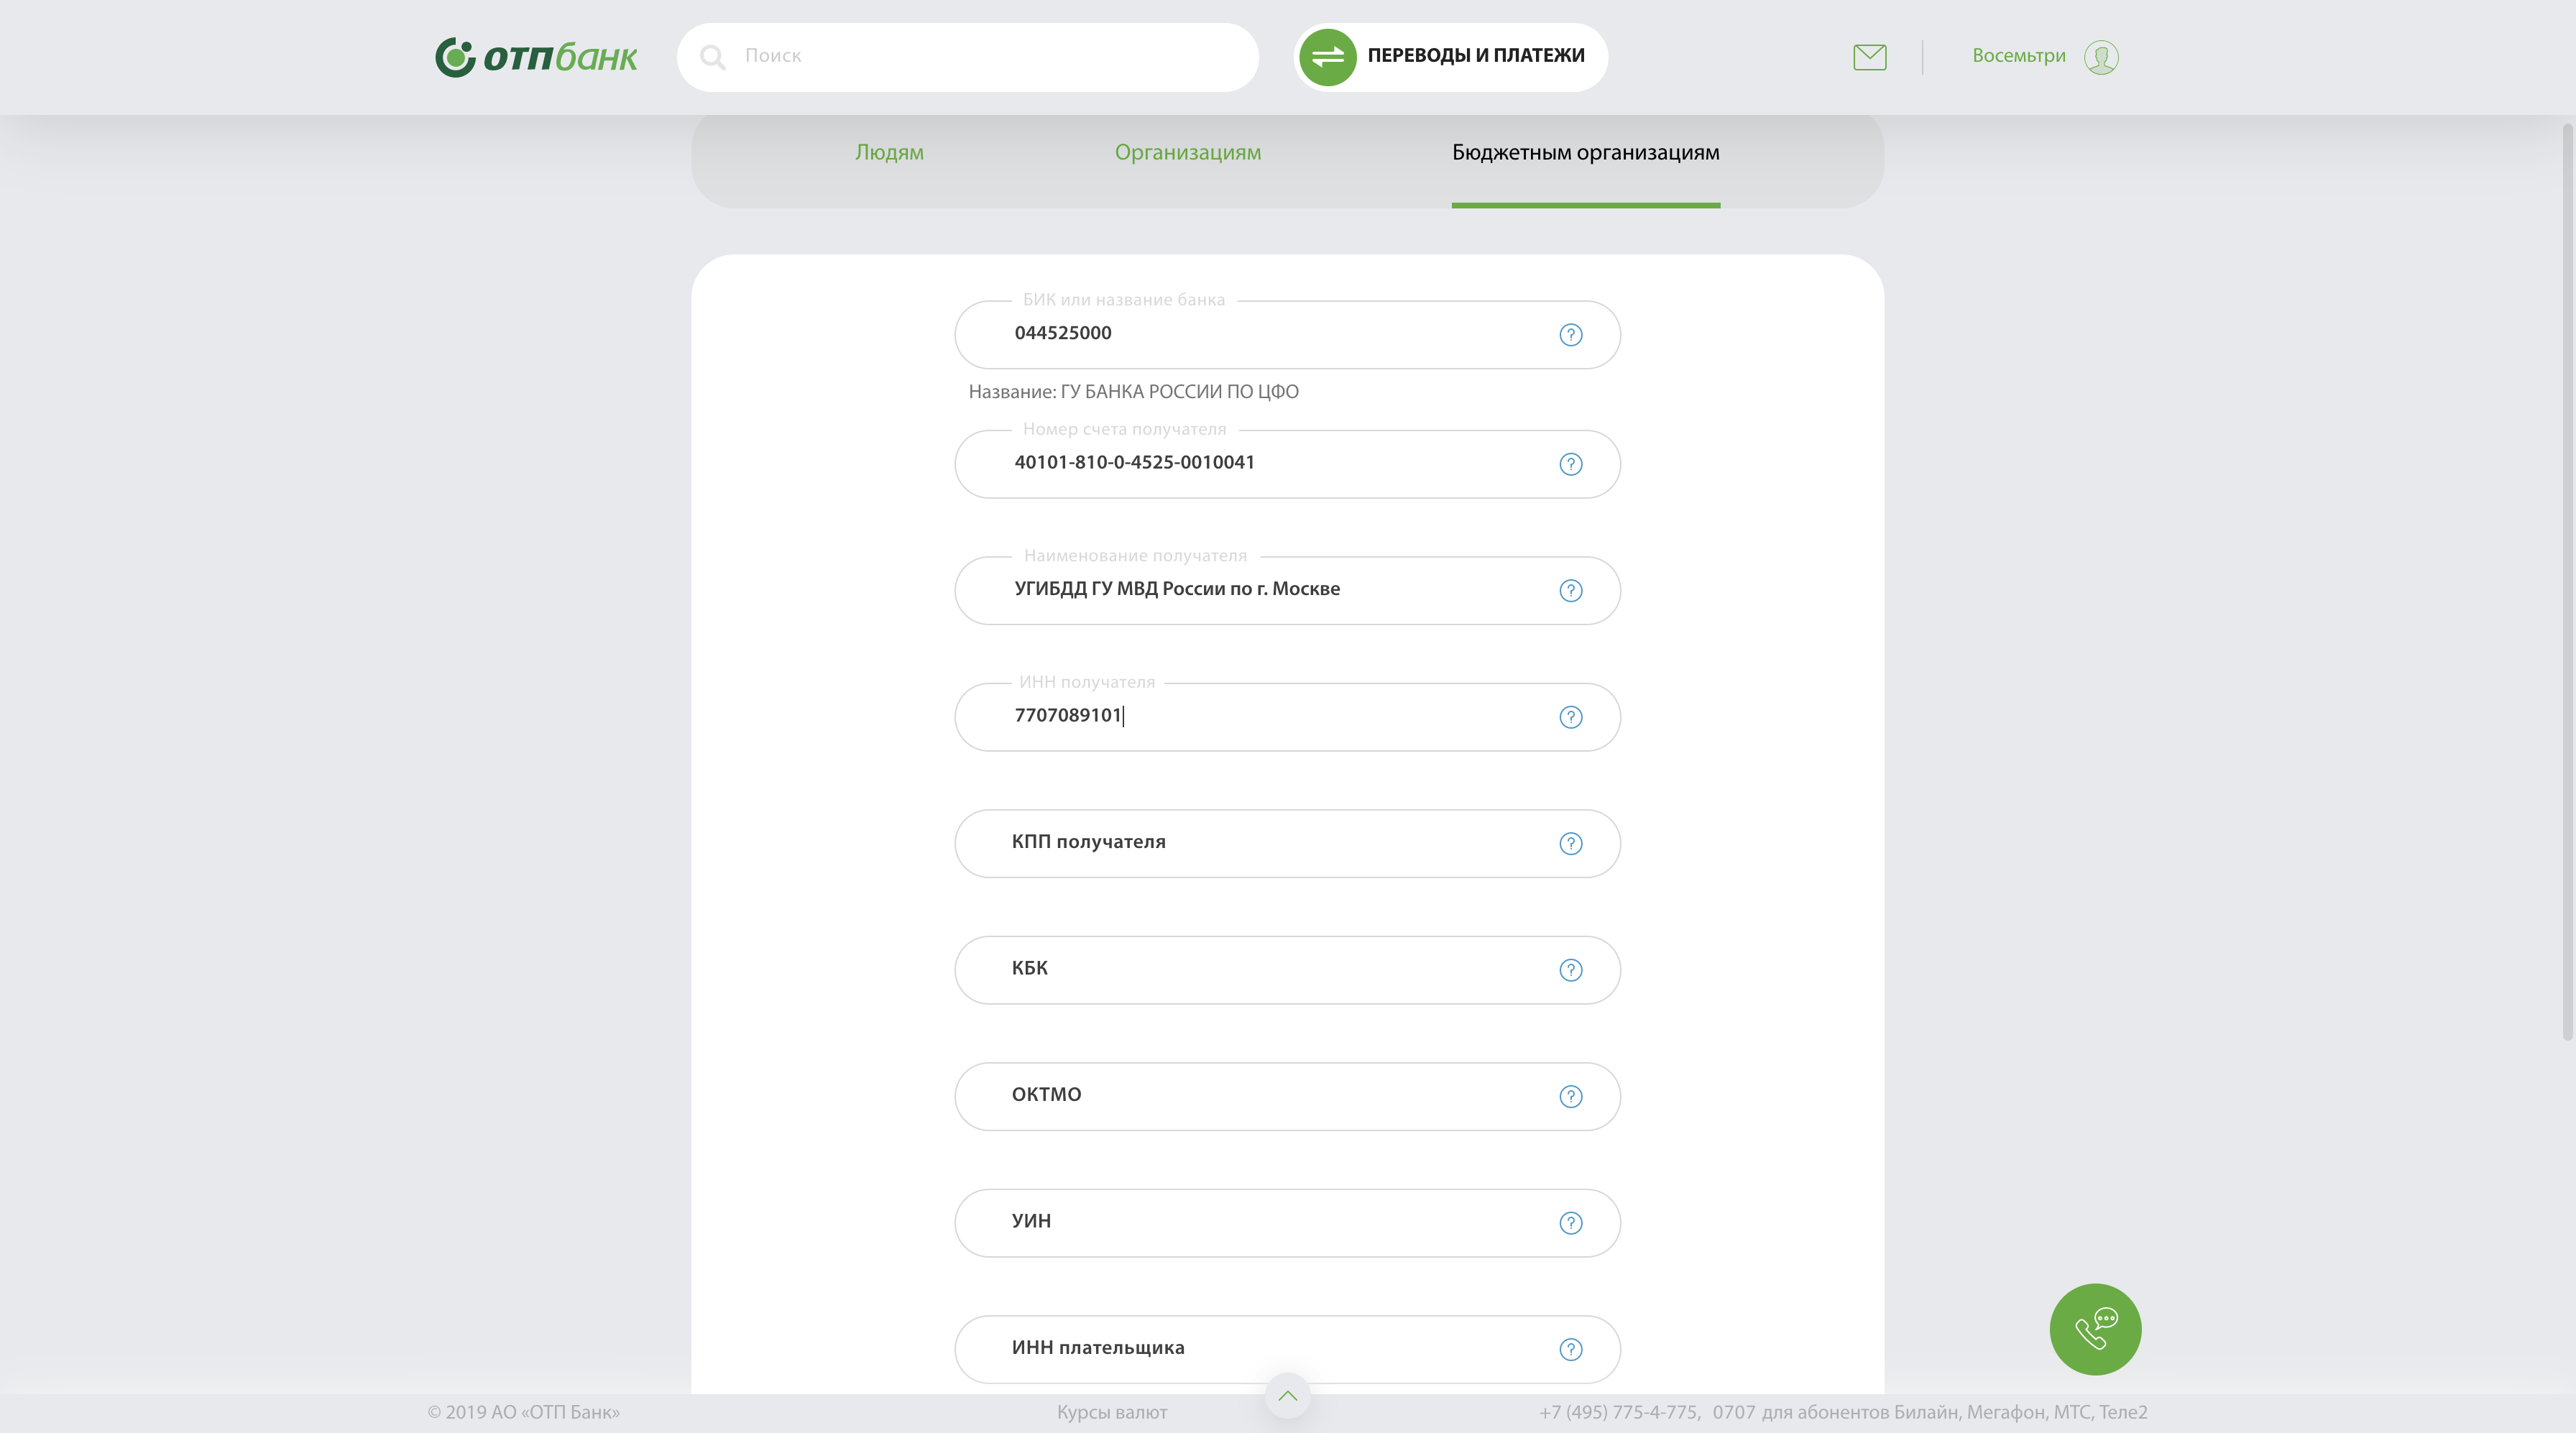 отпбанк
Поиск
ПЕРЕВОДЫ И ПЛАТЕЖИ
Восемьтри
Людям
Организациям
Бюджетным организациям
БИК или название банка
044525000
Название: ГУ БАНКА РОССИИ ПО ЦФО
Номер счета получателя
40101-810-0-4525-0010041
Наименование получателя
УГИБДД ГУ МВД России по г. Москве
ИНН получателя
7707089101
КПП получателя
КБК
ОКТМО
УИН
ИНН плательщика
© 2019 АО «ОТП Банк»
Курсы валют
+7 (495) 775-4-775, 0707 для абонентов Билайн, Мегафон, МТС, Теле2